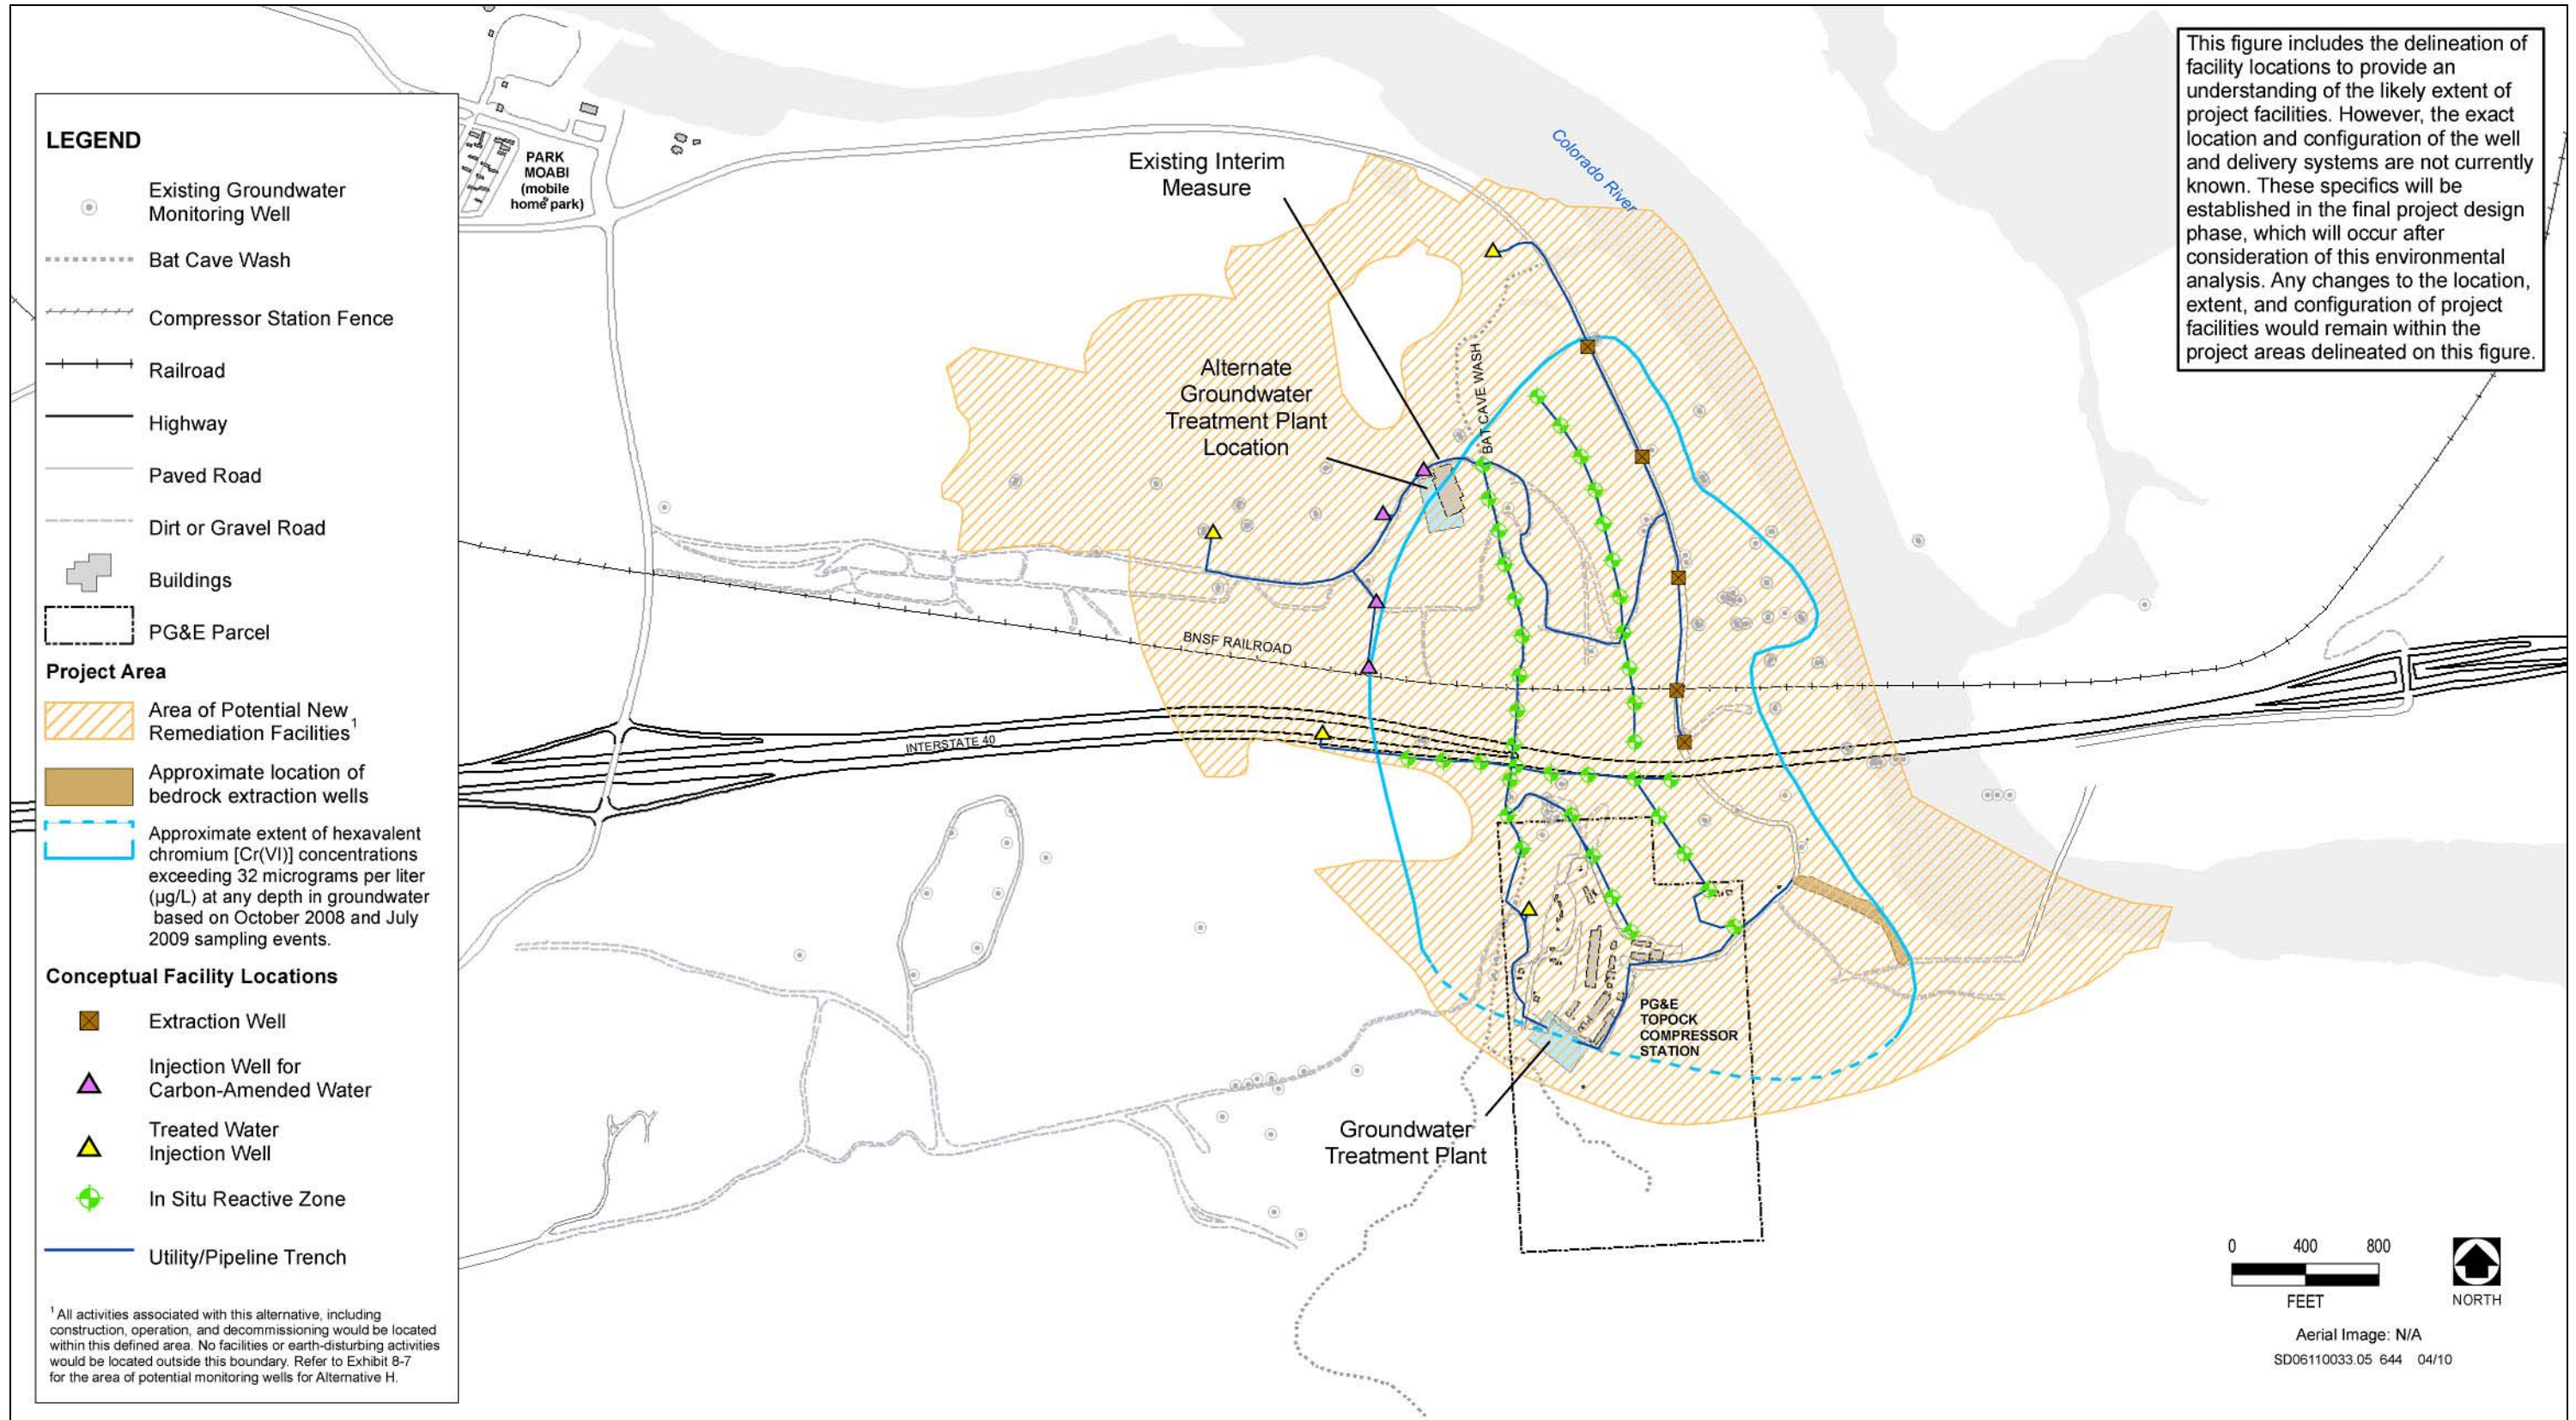 LEGEND
Existing Groundwater
Monitoring Well
Bat Cave Wash
Compressor Station Fence
Railroad
Highway
Paved Road
Dirt or Gravel Road
Buildings
PG&E Parcel
Project Area
Area of Potential New
Remediation Facilities1
Approximate location of
bedrock extraction wells
Approximate extent of hexavalent
chromium [Cr(VI)] concentrations
exceeding 32 micrograms per liter
(µg/L) at any depth in groundwater
based on October 2008 and July
2009 sampling events.
Conceptual Facility Locations
Extraction Well
Injection Well for
Carbon-Amended Water
Treated Water
Injection Well
In Situ Reactive Zone
Utility/Pipeline Trench
1 All activities associated with this alternative, including
construction, operation, and decommissioning would be located
within this defined area. No facilities or earth-disturbing activities
would be located outside this boundary. Refer to Exhibit 8-7
for the area of potential monitoring wells for Alternative H.
PARK
MOABI
(mobile
home park)
Existing Interim
Measure
Colorado River
Alternate
Groundwater
Treatment Plant
Location
BAT CAVE WASH
BNSF RAILROAD
INTERSTATE 40
PG&E
TOPOCK
COMPRESSOR
STATION
Groundwater
Treatment Plant
This figure includes the delineation of
facility locations to provide an
understanding of the likely extent of
project facilities. However, the exact
location and configuration of the well
and delivery systems are not currently
known. These specifics will be
established in the final project design
phase, which will occur after
consideration of this environmental
analysis. Any changes to the location,
extent, and configuration of project
facilities would remain within the
project areas delineated on this figure.
0 400 800
FEET
NORTH
Aerial Image: N/A
SD06110033.05 644 04/10